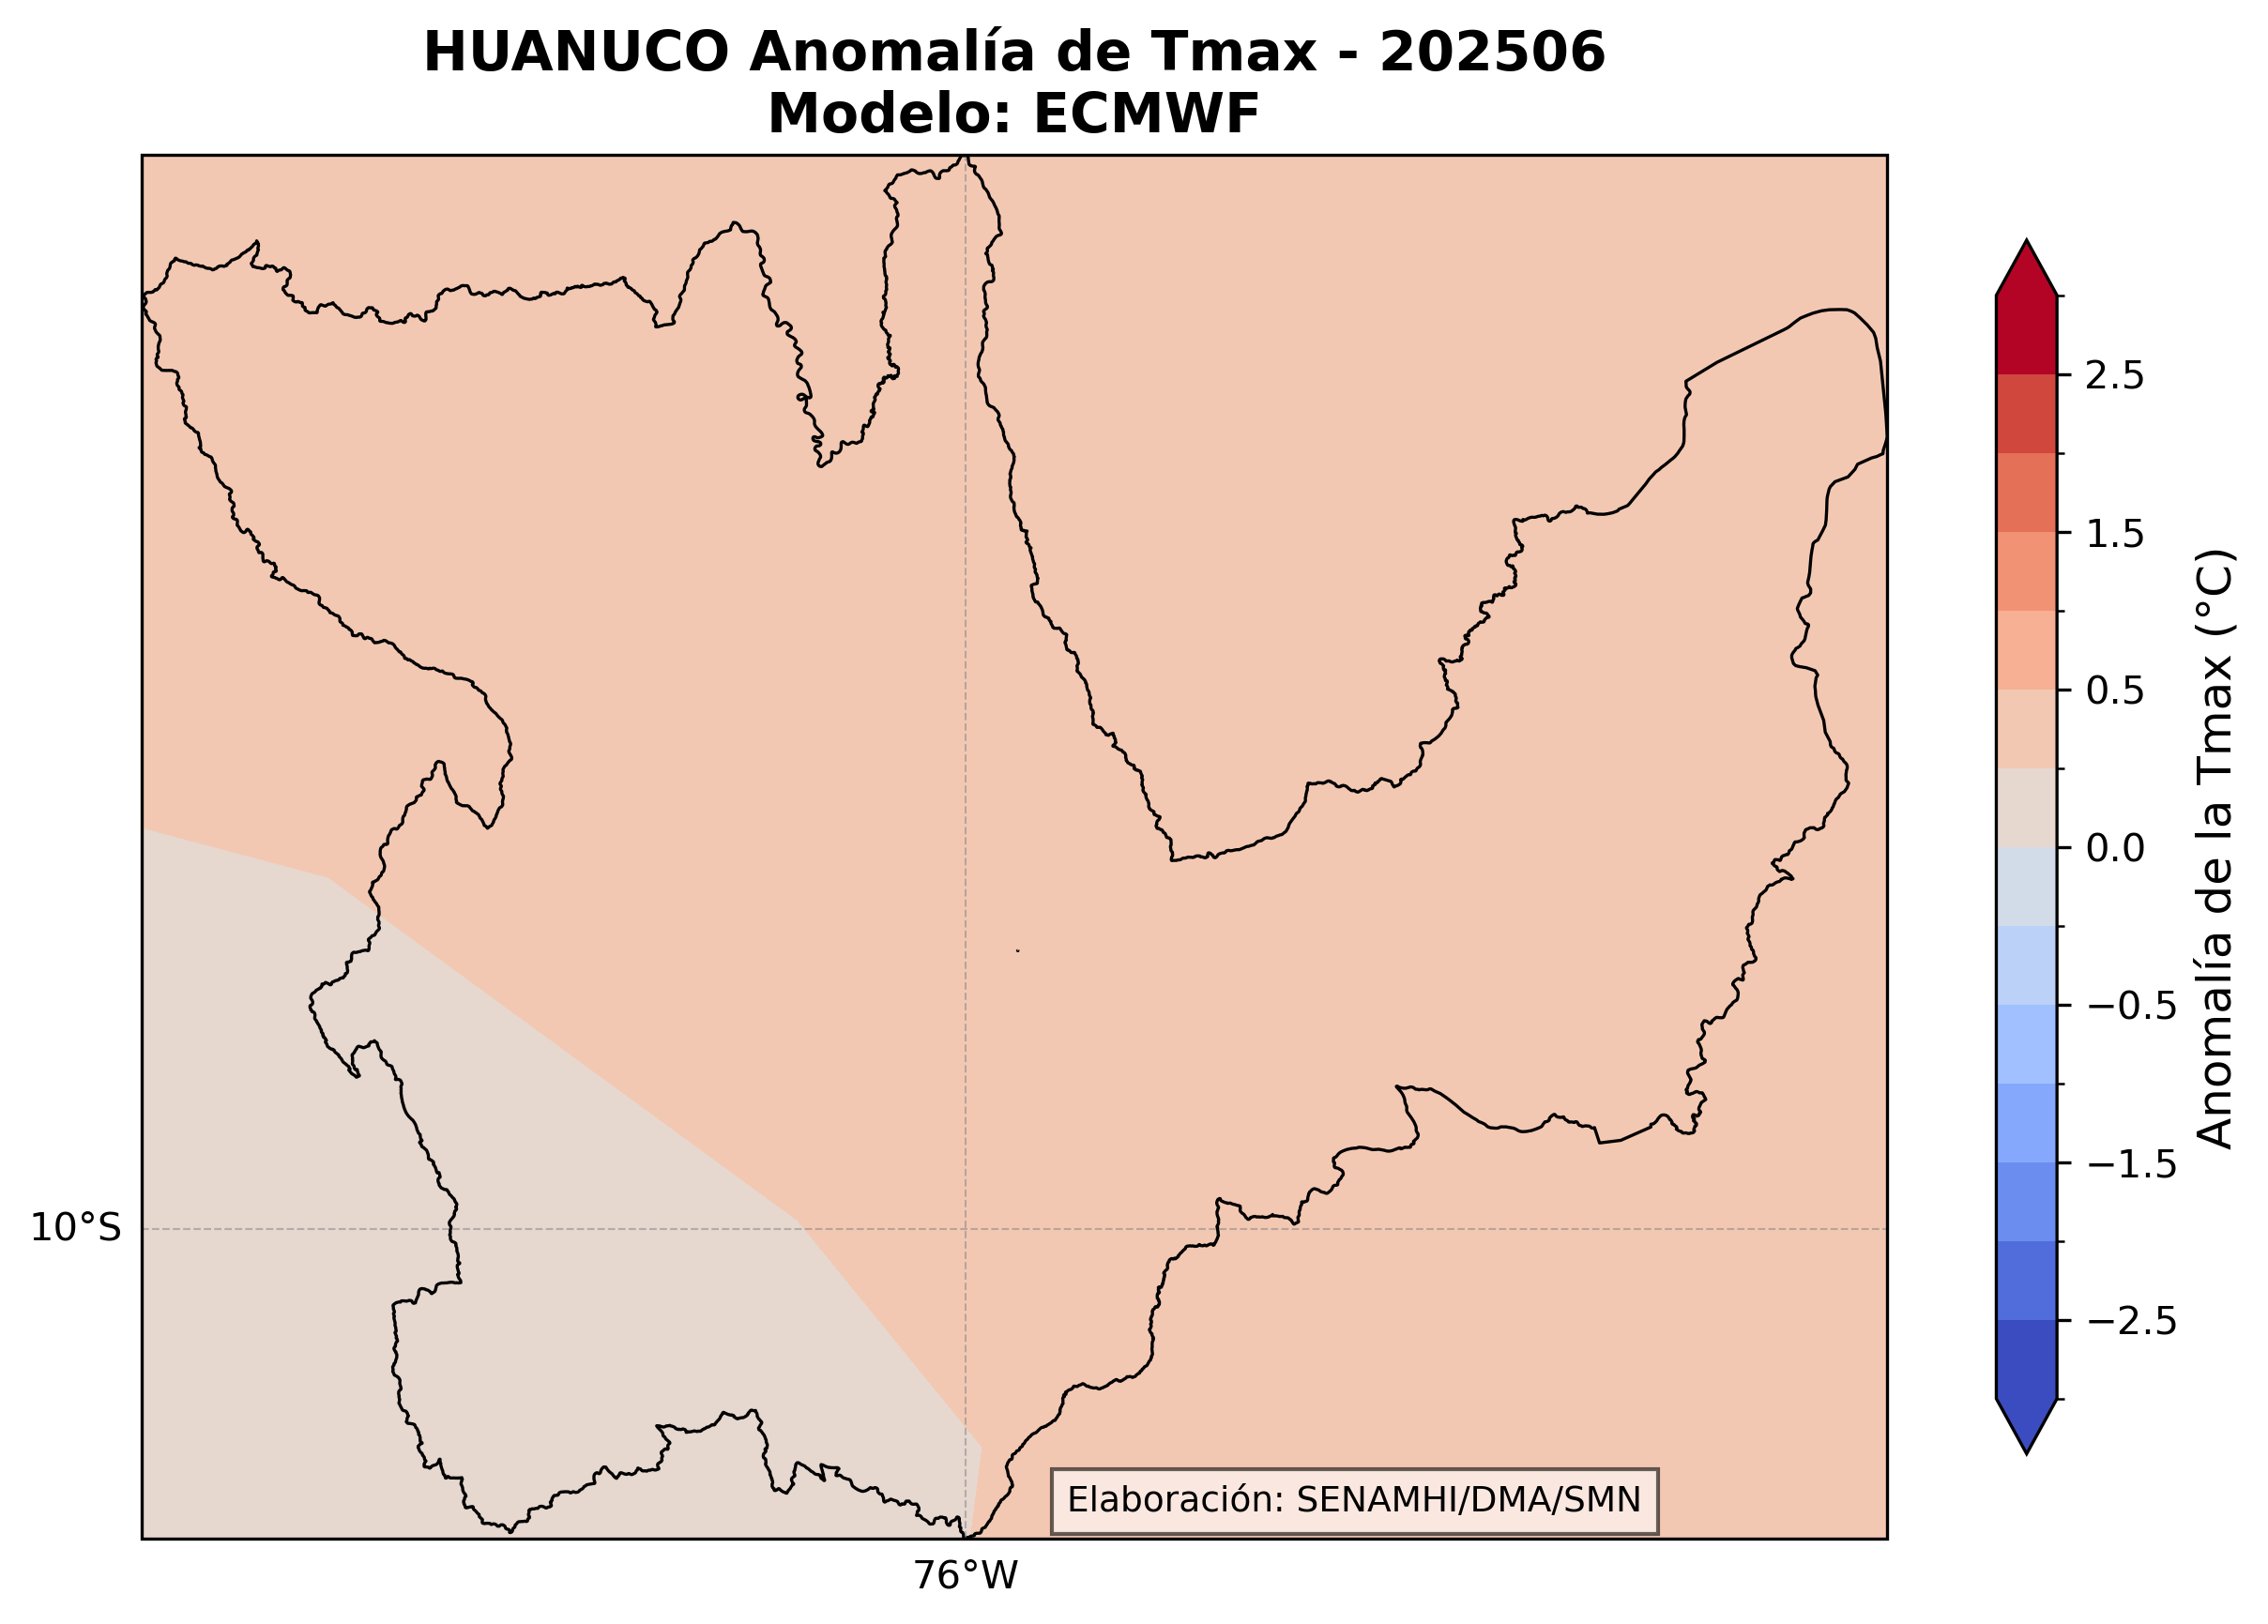 HUANUCO Anomalía de Tmax - 202506
Modelo: ECMWF
2.5
1.5
0.5
0.0
−0.5
−1.5
−2.5
Anomalía de la Tmax (°C)
10°S
76°W
Elaboración: SENAMHI/DMA/SMN